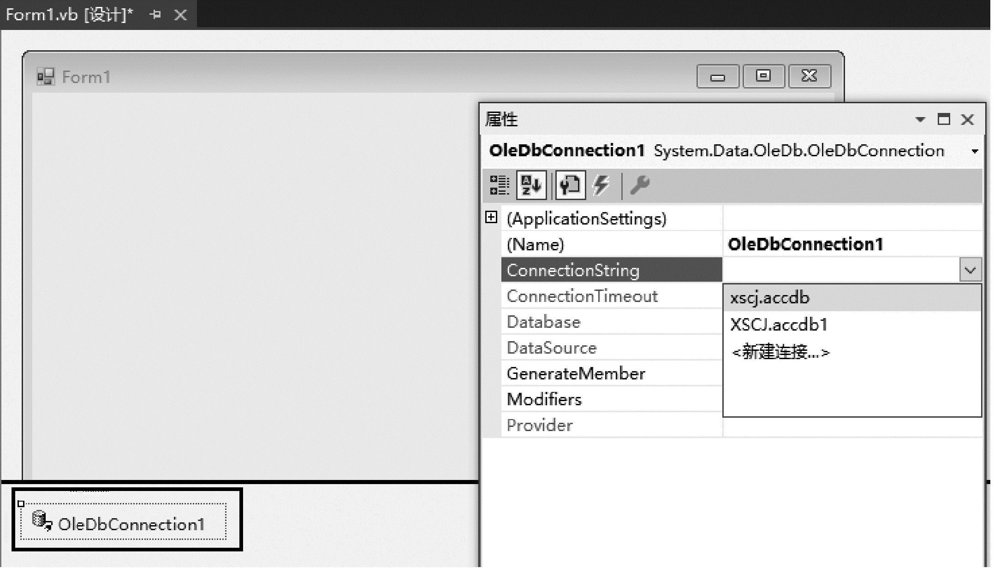 Form1.vb [设计]*
Form1
属性
OleDbConnection1 System.Data.OleDb.OleDbConnection
(ApplicationSettings)
(Name) OleDbConnection1
ConnectionString
ConnectionTimeout
xscj.accdb
Database
XSCJ.accdb1
DataSource
<新建连接...>
GenerateMember
Modifiers
Provider
OleDbConnection1